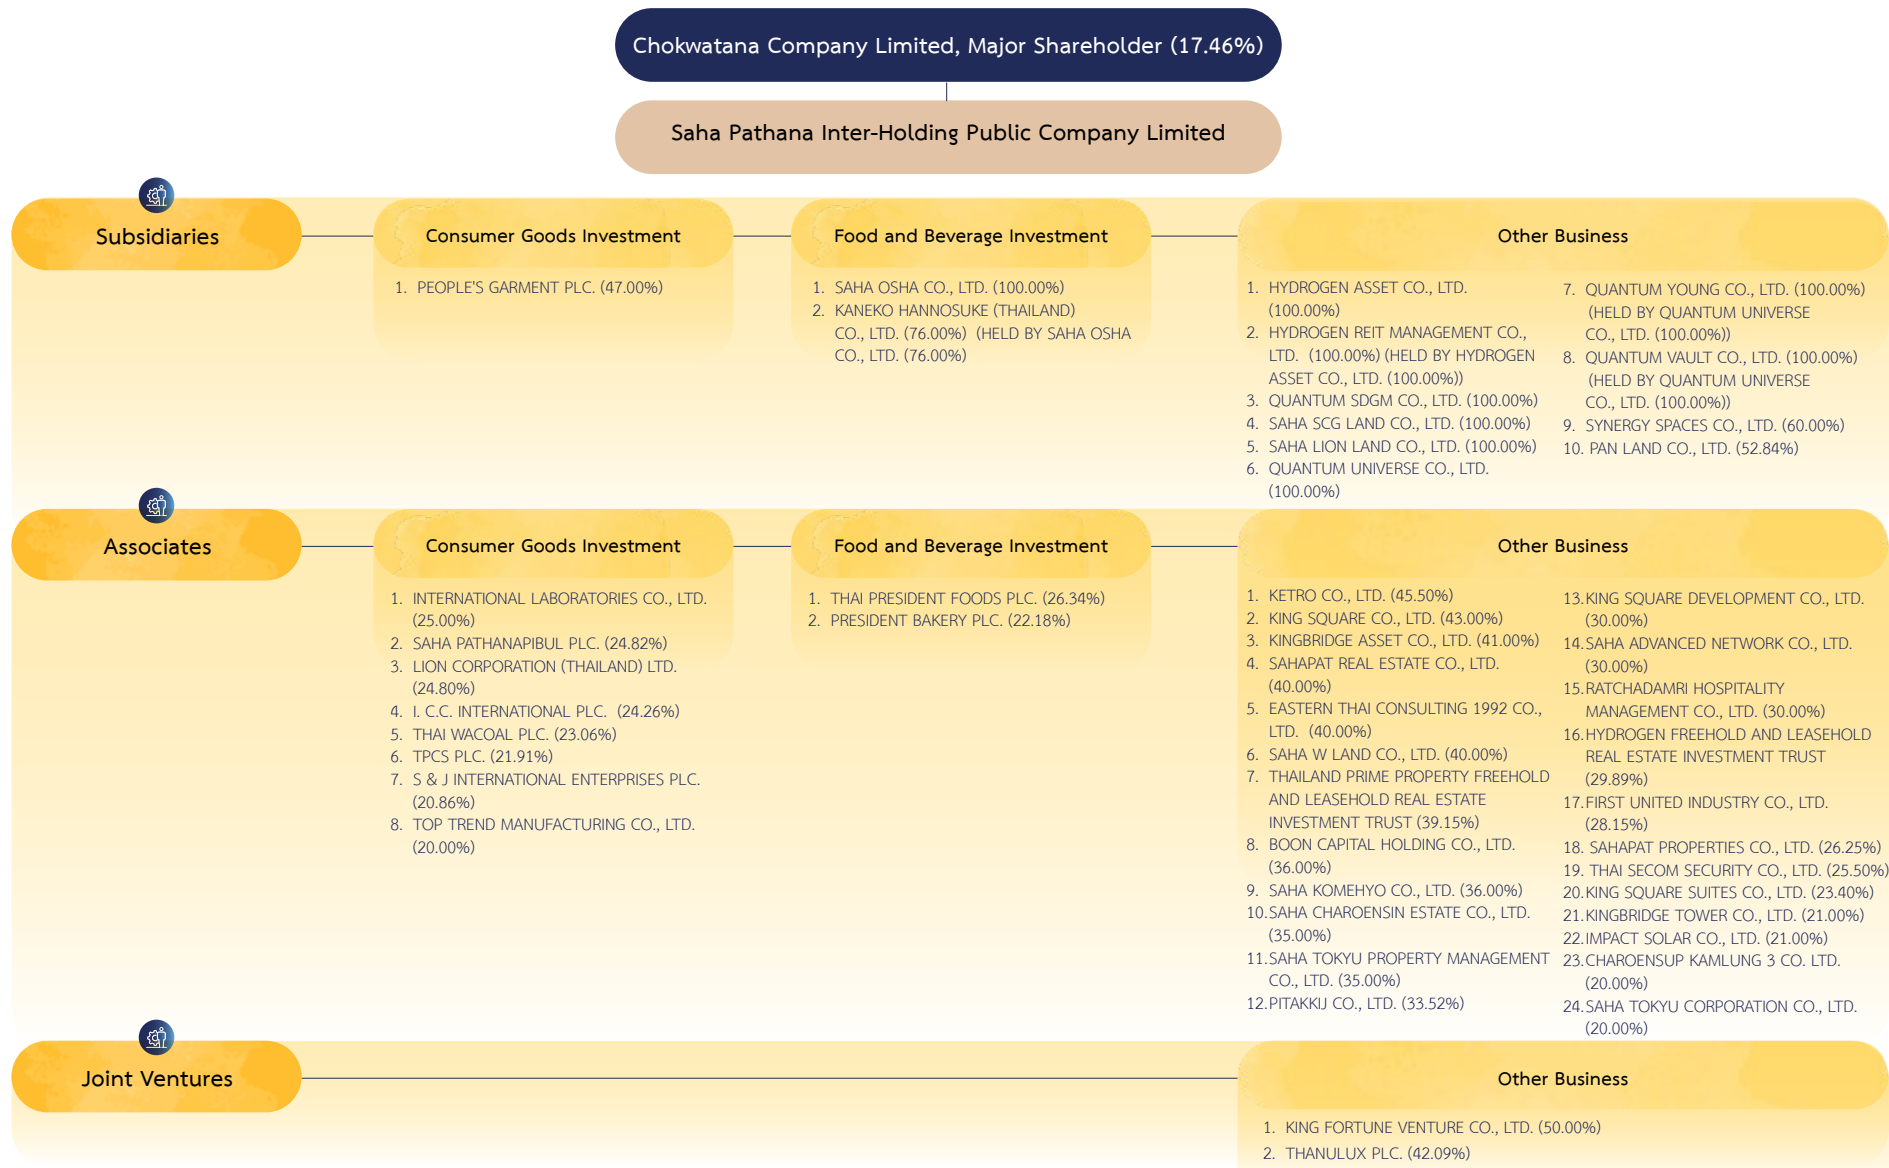 Chokwatana Company Limited, Major Shareholder (17.46%)
Saha Pathana Inter-Holding Public Company Limited
Subsidiaries
Consumer Goods Investment
1. PEOPLE'S GARMENT PLC. (47.00%)
Food and Beverage Investment
1. SAHA OSHA CO., LTD. (100.00%)
2. KANEKO HANNOSUKE (THAILAND)
CO., LTD. (76.00%) (HELD BY SAHA OSHA
CO., LTD. (76.00%)
Other Business
1. HYDROGEN ASSET CO., LTD.
(100.00%)
2. HYDROGEN REIT MANAGEMENT CO.,
LTD. (100.00%) (HELD BY HYDROGEN
ASSET CO., LTD. (100.00%))
3. QUANTUM SDGM CO., LTD. (100.00%)
4. SAHA SCG LAND CO., LTD. (100.00%)
5. SAHA LION LAND CO., LTD. (100.00%)
6. QUANTUM UNIVERSE CO., LTD.
(100.00%)
7. QUANTUM YOUNG CO., LTD. (100.00%)
(HELD BY QUANTUM UNIVERSE
CO., LTD. (100.00%))
8. QUANTUM VAULT CO., LTD. (100.00%)
(HELD BY QUANTUM UNIVERSE
CO., LTD. (100.00%))
9. SYNERGY SPACES CO., LTD. (60.00%)
10. PAN LAND CO., LTD. (52.84%)
Associates
Consumer Goods Investment
1. INTERNATIONAL LABORATORIES CO., LTD.
(25.00%)
2. SAHA PATHANAPIBUL PLC. (24.82%)
3. LION CORPORATION (THAILAND) LTD.
(24.80%)
4. I. C.C. INTERNATIONAL PLC. (24.26%)
5. THAI WACOAL PLC. (23.06%)
6. TPCS PLC. (21.91%)
7. S & J INTERNATIONAL ENTERPRISES PLC.
(20.86%)
8. TOP TREND MANUFACTURING CO., LTD.
(20.00%)
Food and Beverage Investment
1. THAI PRESIDENT FOODS PLC. (26.34%)
2. PRESIDENT BAKERY PLC. (22.18%)
Other Business
1. KETRO CO., LTD. (45.50%)
2. KING SQUARE CO., LTD. (43.00%)
3. KINGBRIDGE ASSET CO., LTD. (41.00%)
4. SAHAPAT REAL ESTATE CO., LTD.
(40.00%)
5. EASTERN THAI CONSULTING 1992 CO.,
LTD. (40.00%)
6. SAHA W LAND CO., LTD. (40.00%)
7. THAILAND PRIME PROPERTY FREEHOLD
AND LEASEHOLD REAL ESTATE
INVESTMENT TRUST (39.15%)
8. BOON CAPITAL HOLDING CO., LTD.
(36.00%)
9. SAHA KOMEHYO CO., LTD. (36.00%)
10.SAHA CHAROENSIN ESTATE CO., LTD.
(35.00%)
11.SAHA TOKYU PROPERTY MANAGEMENT
CO., LTD. (35.00%)
12.PITAKKIJ CO., LTD. (33.52%)
13.KING SQUARE DEVELOPMENT CO., LTD.
(30.00%)
14.SAHA ADVANCED NETWORK CO., LTD.
(30.00%)
15.RATCHADAMRI HOSPITALITY
MANAGEMENT CO., LTD. (30.00%)
16.HYDROGEN FREEHOLD AND LEASEHOLD
REAL ESTATE INVESTMENT TRUST
(29.89%)
17.FIRST UNITED INDUSTRY CO., LTD.
(28.15%)
18. SAHAPAT PROPERTIES CO., LTD. (26.25%)
19. THAI SECOM SECURITY CO., LTD. (25.50%)
20.KING SQUARE SUITES CO., LTD. (23.40%)
21.KINGBRIDGE TOWER CO., LTD. (21.00%)
22.IMPACT SOLAR CO., LTD. (21.00%)
23.CHAROENSUP KAMLUNG 3 CO. LTD.
(20.00%)
24.SAHA TOKYU CORPORATION CO., LTD.
(20.00%)
Joint Ventures
Other Business
1. KING FORTUNE VENTURE CO., LTD. (50.00%)
2. THANULUX PLC. (42.09%)